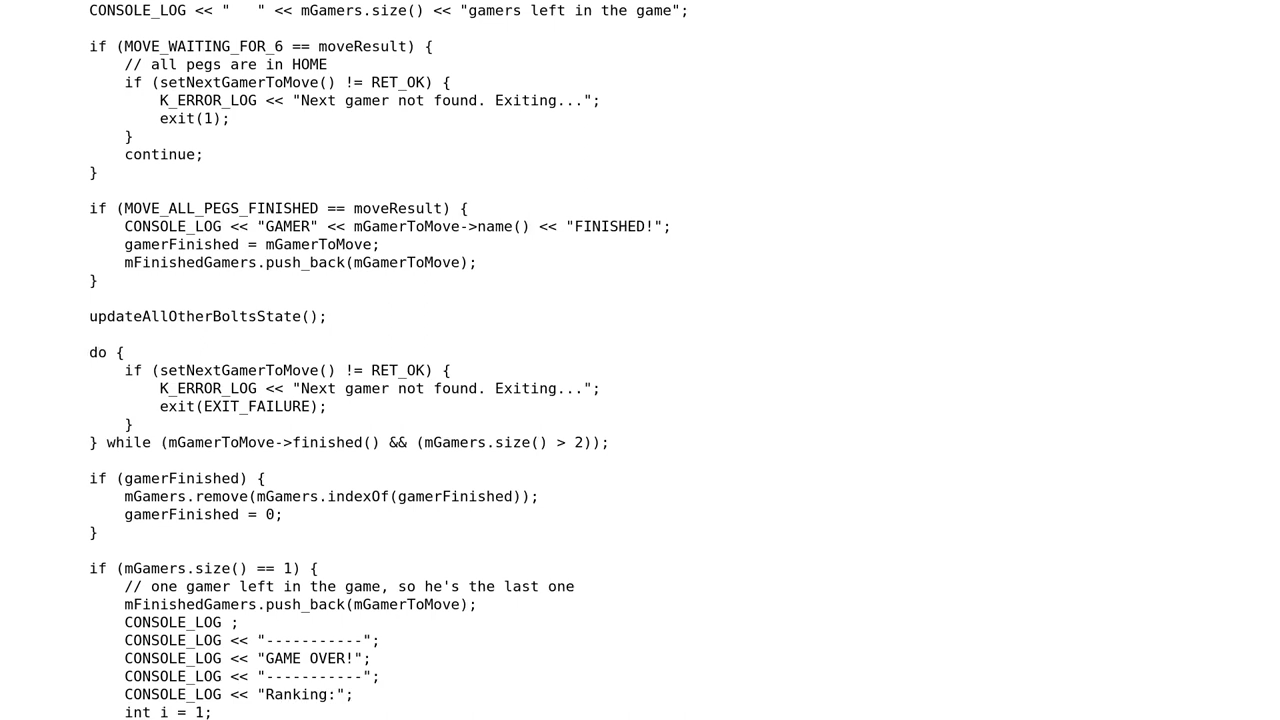 CONSOLE_LOG << "   " << mGamers.size() << "gamers left in the game";

if (MOVE_WAITING_FOR_6 == moveResult) {
    // all pegs are in HOME
    if (setNextGamerToMove() != RET_OK) {
        K_ERROR_LOG << "Next gamer not found. Exiting...";
        exit(1);
    }
    continue;
}

if (MOVE_ALL_PEGS_FINISHED == moveResult) {
    CONSOLE_LOG << "GAMER" << mGamerToMove->name() << "FINISHED!";
    gamerFinished = mGamerToMove;
    mFinishedGamers.push_back(mGamerToMove);
}

updateAllOtherBoltsState();

do {
    if (setNextGamerToMove() != RET_OK) {
        K_ERROR_LOG << "Next gamer not found. Exiting...";
        exit(EXIT_FAILURE);
    }
} while (mGamerToMove->finished() && (mGamers.size() > 2));

if (gamerFinished) {
    mGamers.remove(mGamers.indexOf(gamerFinished));
    gamerFinished = 0;
}

if (mGamers.size() == 1) {
    // one gamer left in the game, so he's the last one
    mFinishedGamers.push_back(mGamerToMove);
    CONSOLE_LOG ;
    CONSOLE_LOG << "-----------";
    CONSOLE_LOG << "GAME OVER!";
    CONSOLE_LOG << "-----------";
    CONSOLE_LOG << "Ranking:";
    int i = 1;